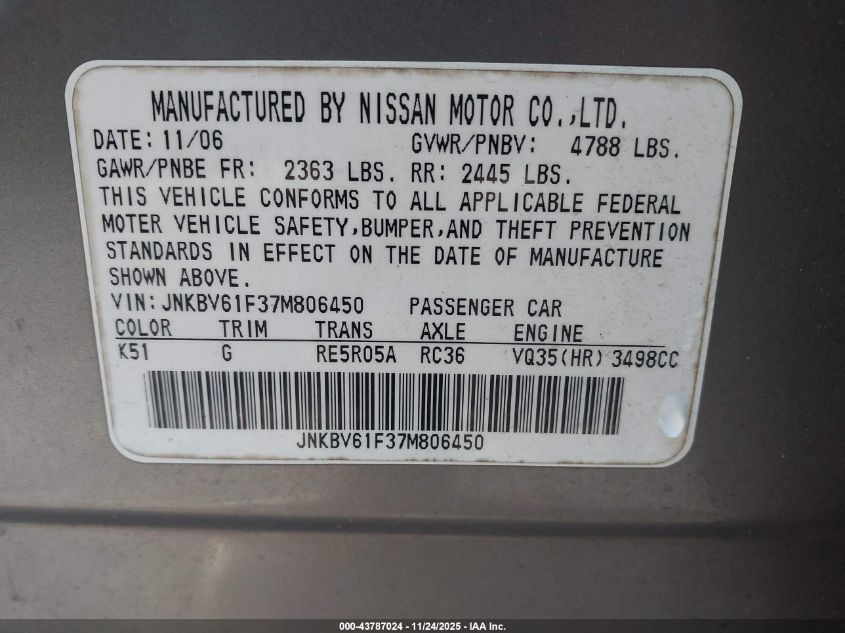 MANUFACTURED BY NISSAN MOTOR CO.,LTD.
DATE: 11/06 GVWR/PNBV: 4788 LBS.
GAWR/PNBE FR: 2363 LBS. RR: 2445 LBS.
THIS VEHICLE CONFORMS TO ALL APPLICABLE FEDERAL
MOTER VEHICLE SAFETY,BUMPER,AND THEFT PREVENTION
STANDARDS IN EFFECT ON THE DATE OF MANUFACTURE
SHOWN ABOVE.
VIN: JNKBV61F37M806450 PASSENGER CAR
COLOR TRIM TRANS AXLE ENGINE
K51 G RE5R05A RC36 VQ35(HR) 3498CC
JNKBV61F37M806450
000-43787024 - 11/24/2025 - IAA Inc.